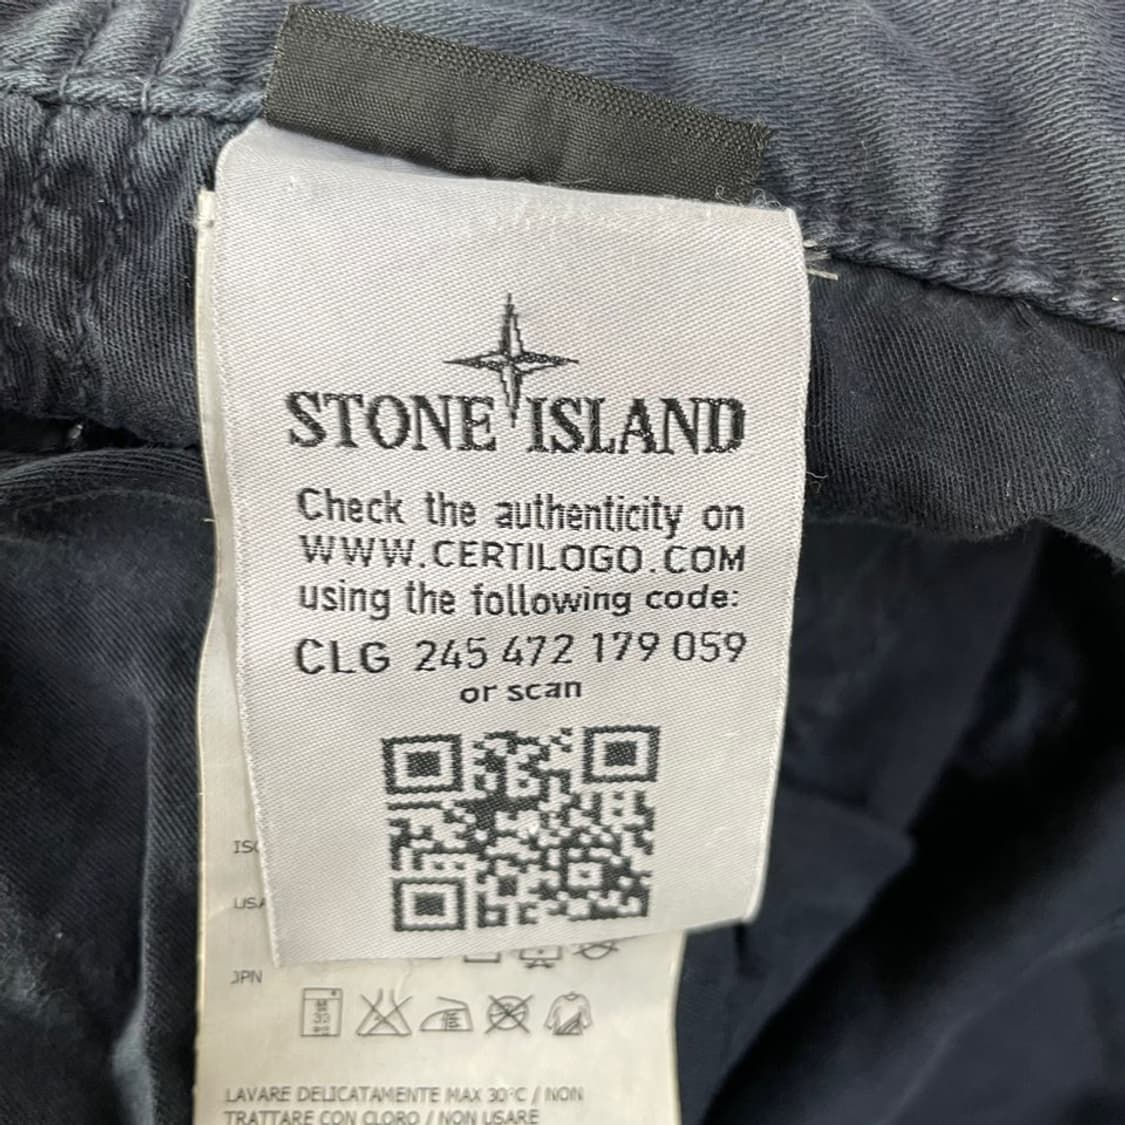 STONE ISLAND
Check the authenticity on
WWW.CERTILOGO.COM
using the following code:
CLG 245 472 179 059
or scan
JPN
LAVARE DELICATAMENTE MAX 30°C / NON
TRATTARE CON CLORO / NON USARE